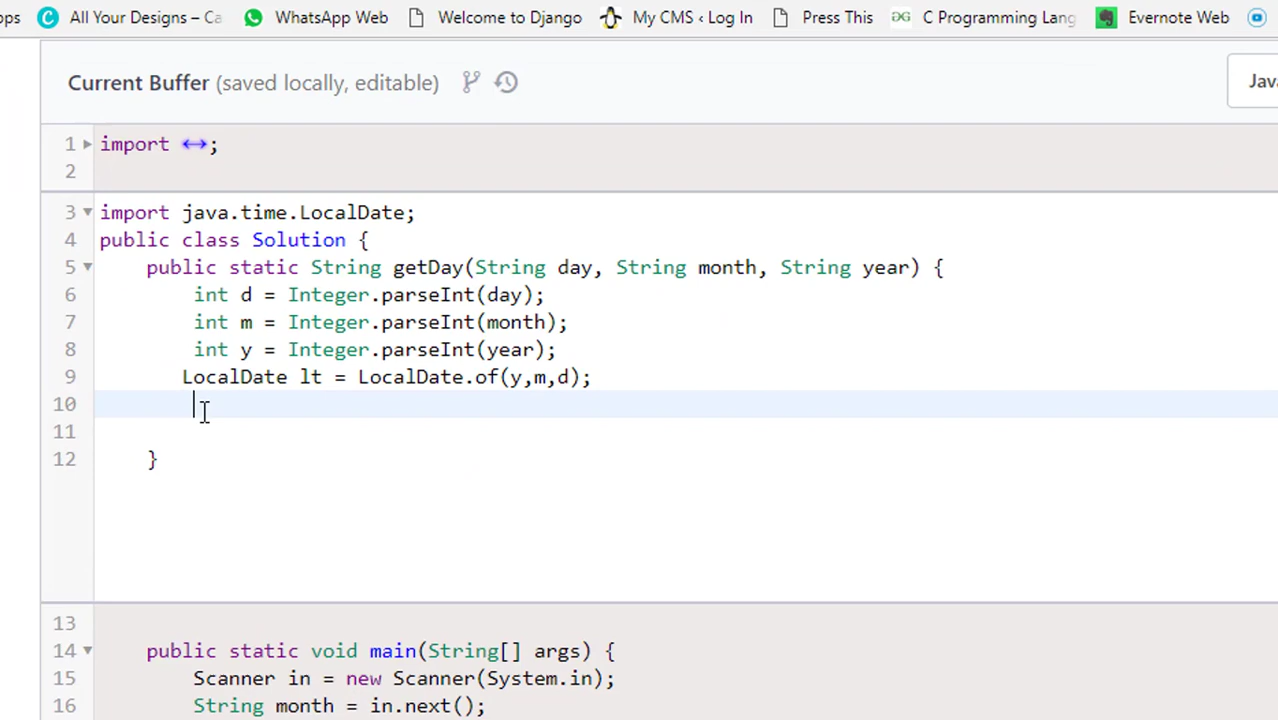 ps All Your Designs – Ca WhatsApp Web Welcome to Django My CMS ‹ Log In Press This C Programming Lang Evernote Web
Current Buffer (saved locally, editable) Java
1 import ↔;
2
3 import java.time.LocalDate;
4 public class Solution {
5 public static String getDay(String day, String month, String year) {
6 int d = Integer.parseInt(day);
7 int m = Integer.parseInt(month);
8 int y = Integer.parseInt(year);
9 LocalDate lt = LocalDate.of(y,m,d);
10
11
12 }
13
14 public static void main(String[] args) {
15 Scanner in = new Scanner(System.in);
16 String month = in.next();